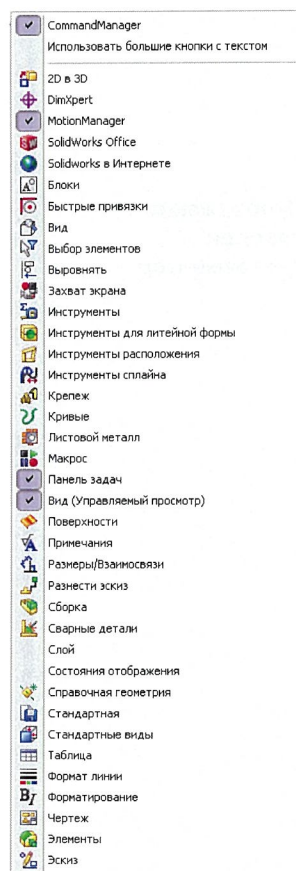 CommandManager
Использовать большие кнопки с текстом
2D в 3D
DimXpert
MotionManager
SolidWorks Office
Solidworks в Интернете
Блоки
Быстрые привязки
Вид
Выбор элементов
Выровнять
Захват экрана
Инструменты
Инструменты для литейной формы
Инструменты расположения
Инструменты сплайна
Крепеж
Кривые
Листовой металл
Макрос
Панель задач
Вид (Управляемый просмотр)
Поверхности
Примечания
Размеры/Взаимосвязи
Разнести эскиз
Сборка
Сварные детали
Слой
Состояния отображения
Справочная геометрия
Стандартная
Стандартные виды
Таблица
Формат линии
Форматирование
Чертеж
Элементы
Эскиз